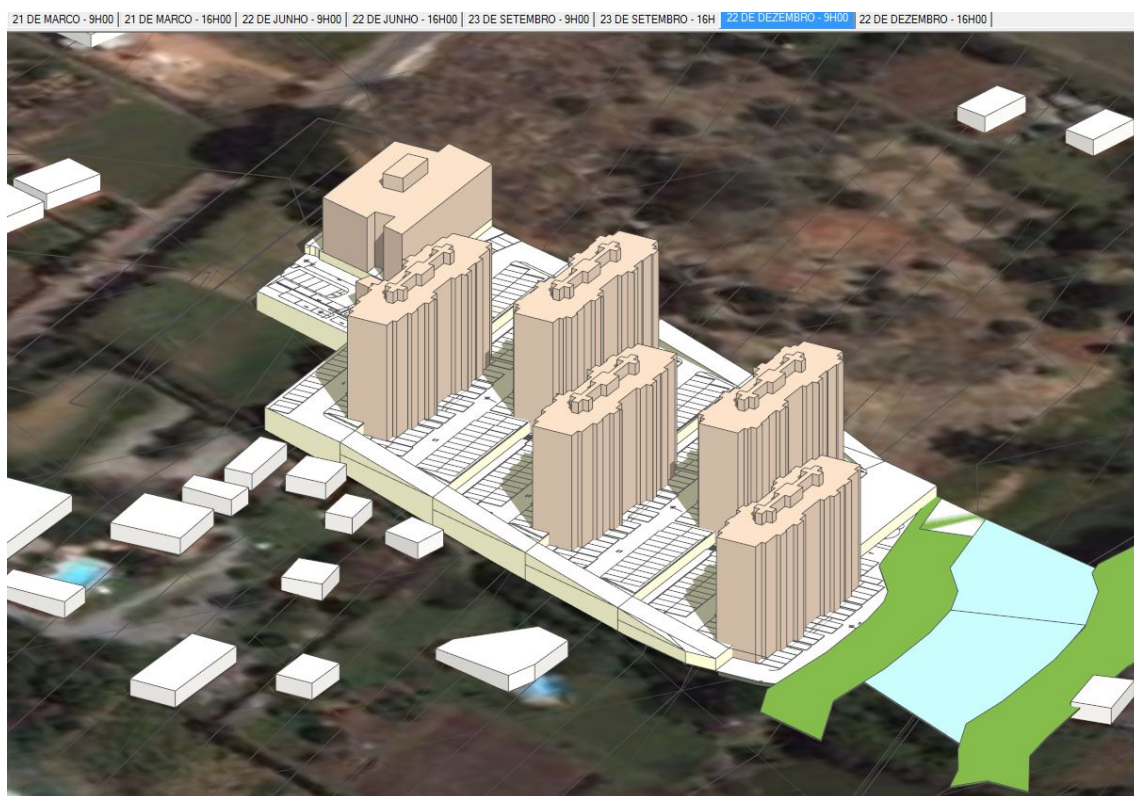 21 DE MARCO - 9H00 | 21 DE MARCO - 16H00 | 22 DE JUNHO - 9H00 | 22 DE JUNHO - 16H00 | 23 DE SETEMBRO - 9H00 | 23 DE SETEMBRO - 16H | 22 DE DEZEMBRO - 9H00 | 22 DE DEZEMBRO - 16H00 |